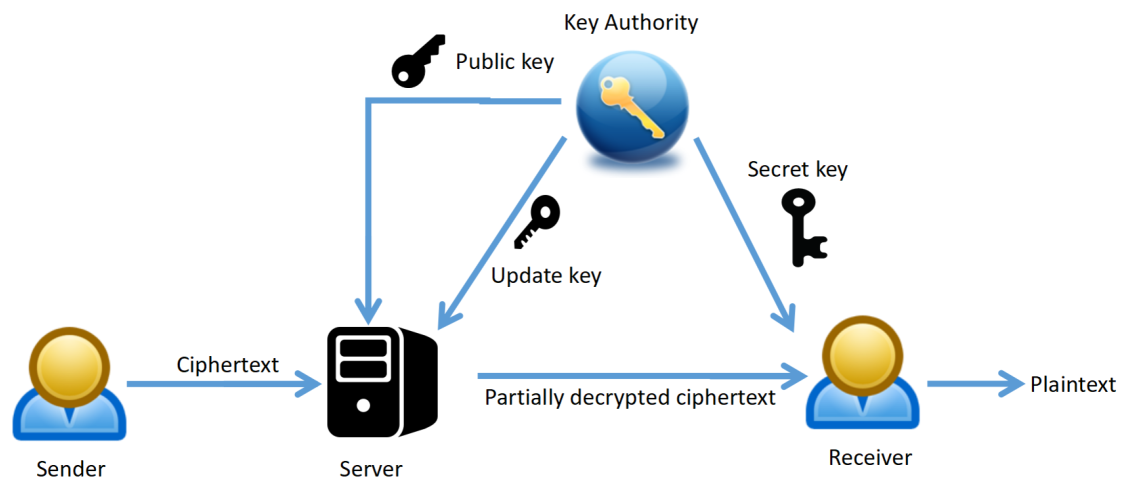 Key Authority
Public key
Secret key
Update key
Ciphertext
Partially decrypted ciphertext
Plaintext
Sender
Server
Receiver